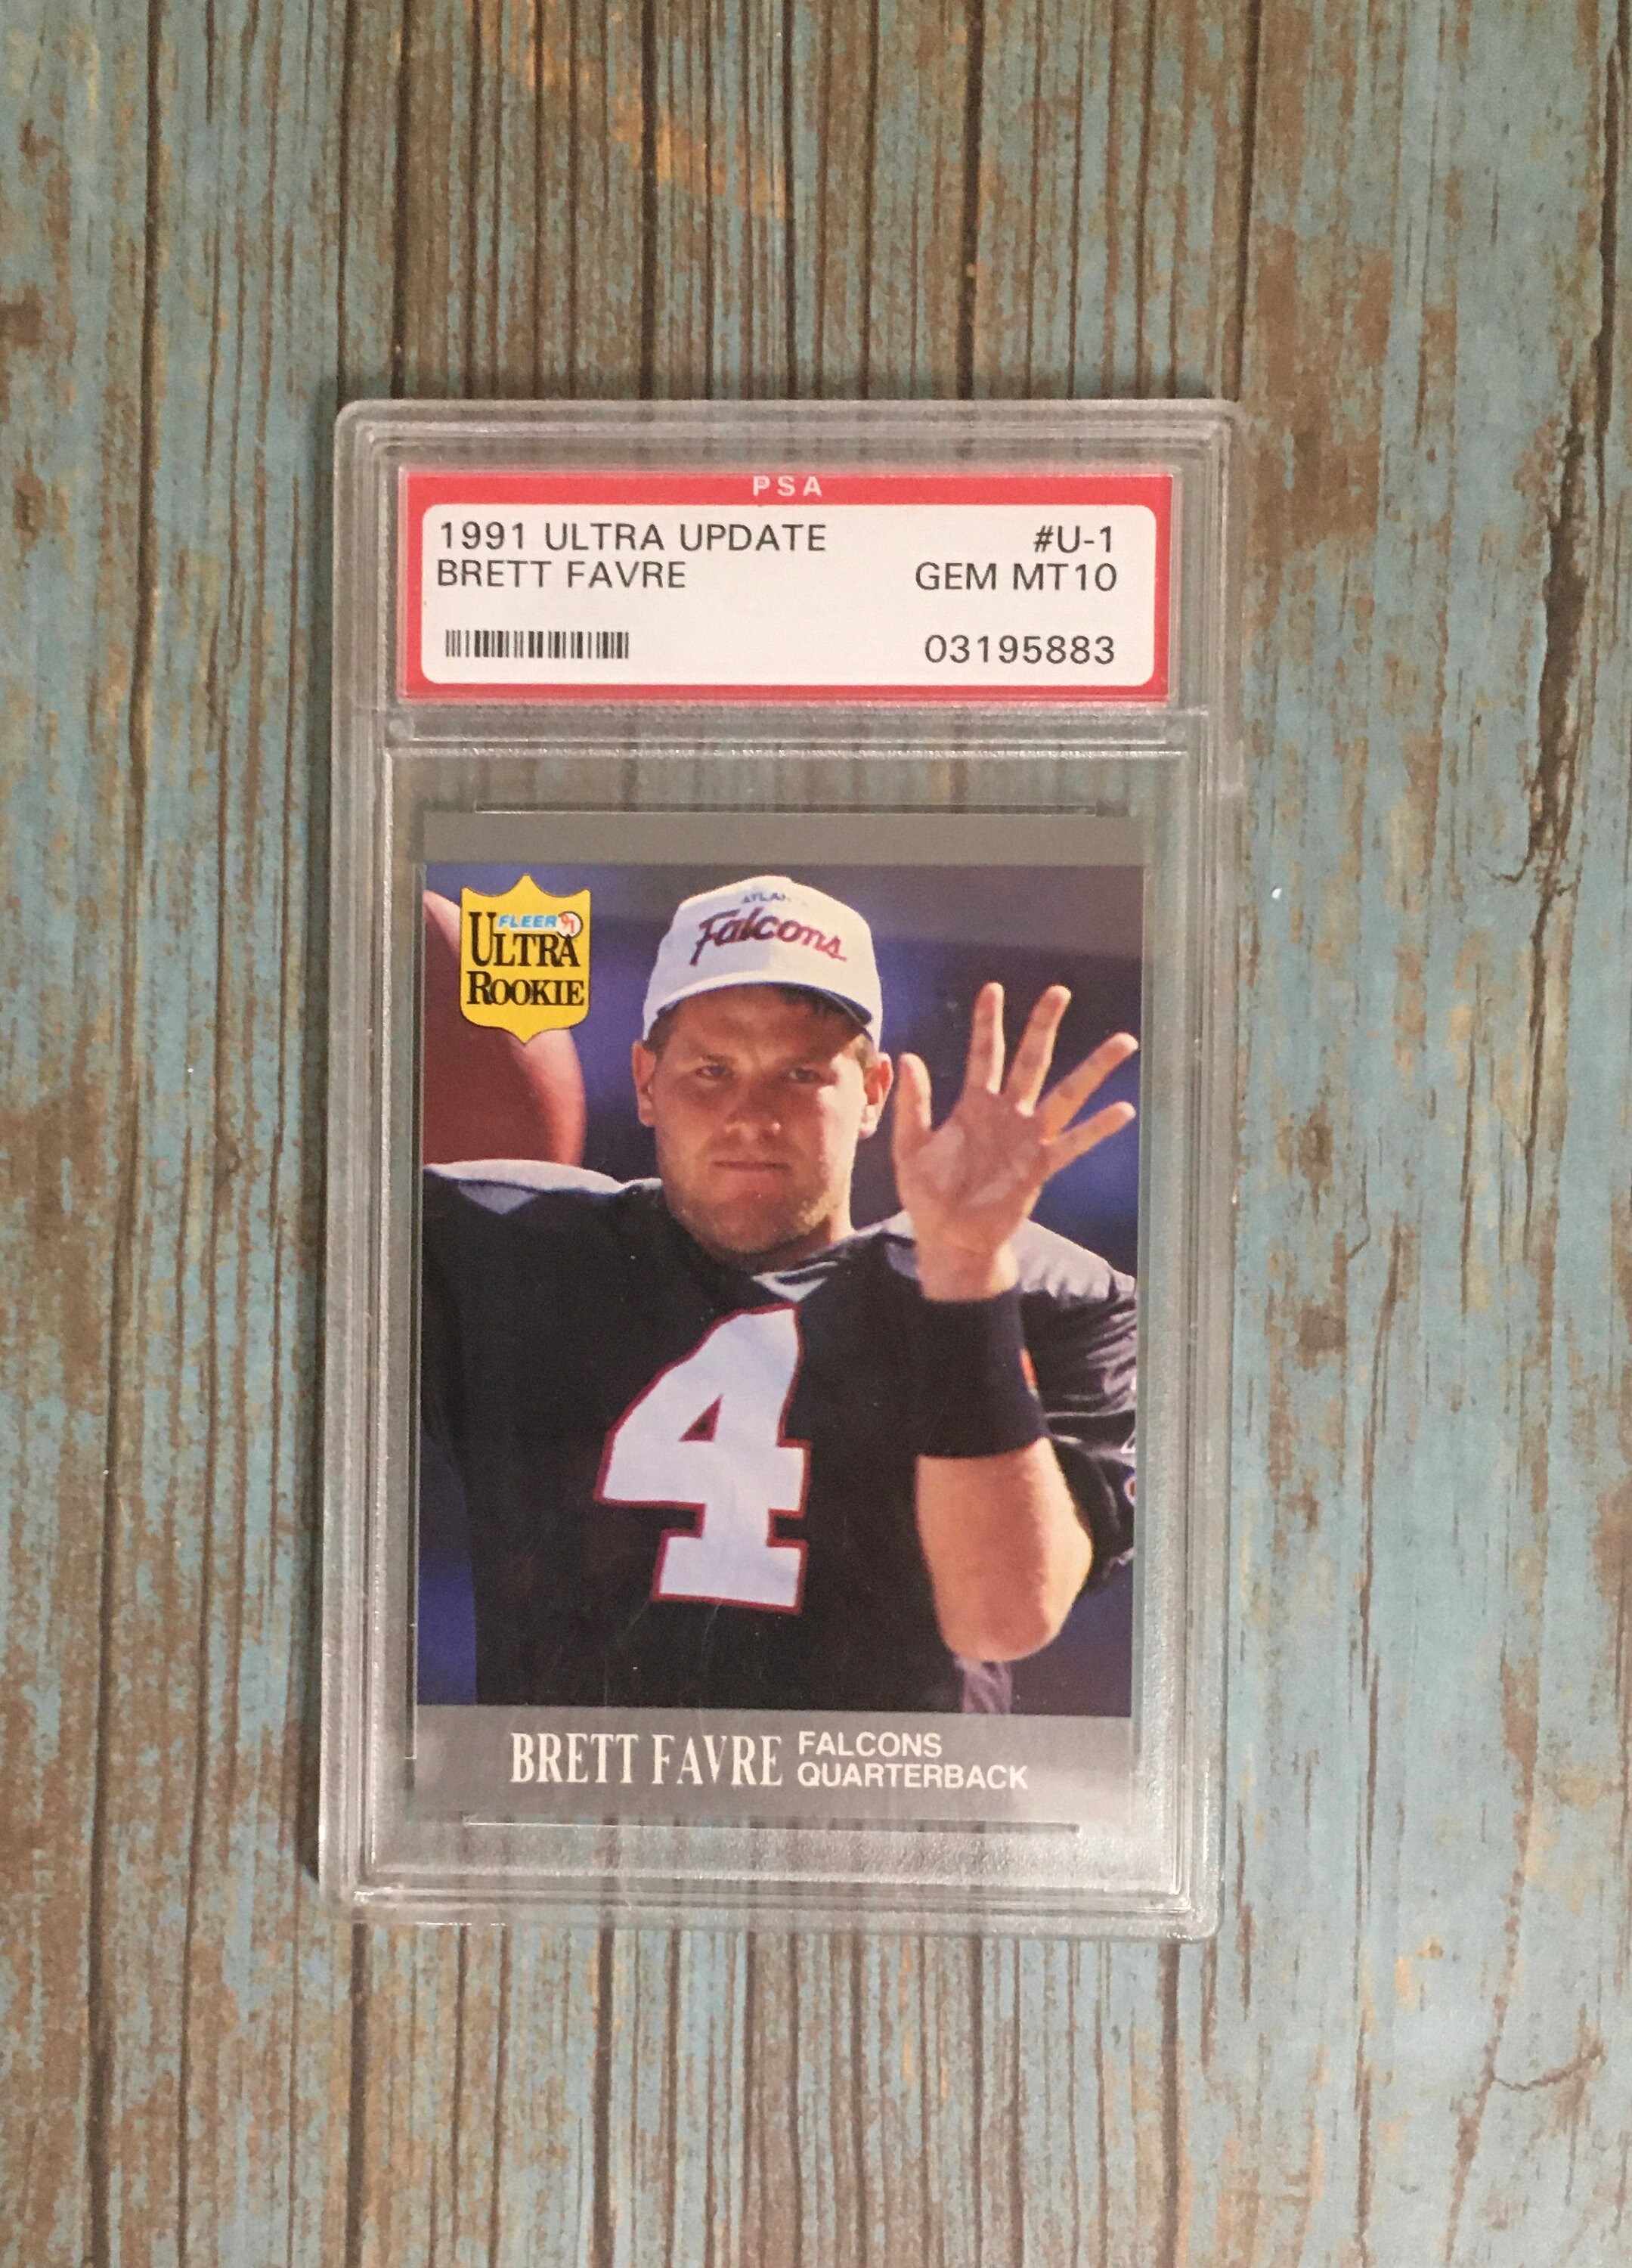 PSA
1991 ULTRA UPDATE #U-1
BRETT FAVRE GEM MT10
03195883
FLEER 91
ULTRA
ROOKIE
Falcons
4
BRETT FAVRE FALCONS
QUARTERBACK